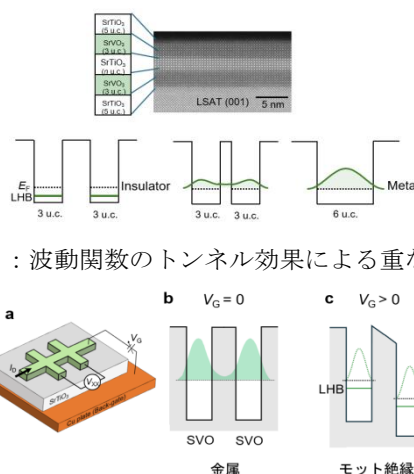 SrTiO₃
(5 u.c.)
SrVO₃
(3 u.c.)
SrTiO₃
(n u.c.)
SrVO₃
(3 u.c.)
SrTiO₃
(5 u.c.)
LSAT (001)
5 nm
E_F
LHB
Insulator
Meta
3 u.c. 3 u.c. 3 u.c. 3 u.c. 6 u.c.
：波動関数のトンネル効果による重な
a
b V_G = 0
c V_G > 0
V_G
I_D
V_XX
SrTiO₃
Cu plate (Back-gate)
LHB
SVO SVO
金属
モット絶縁